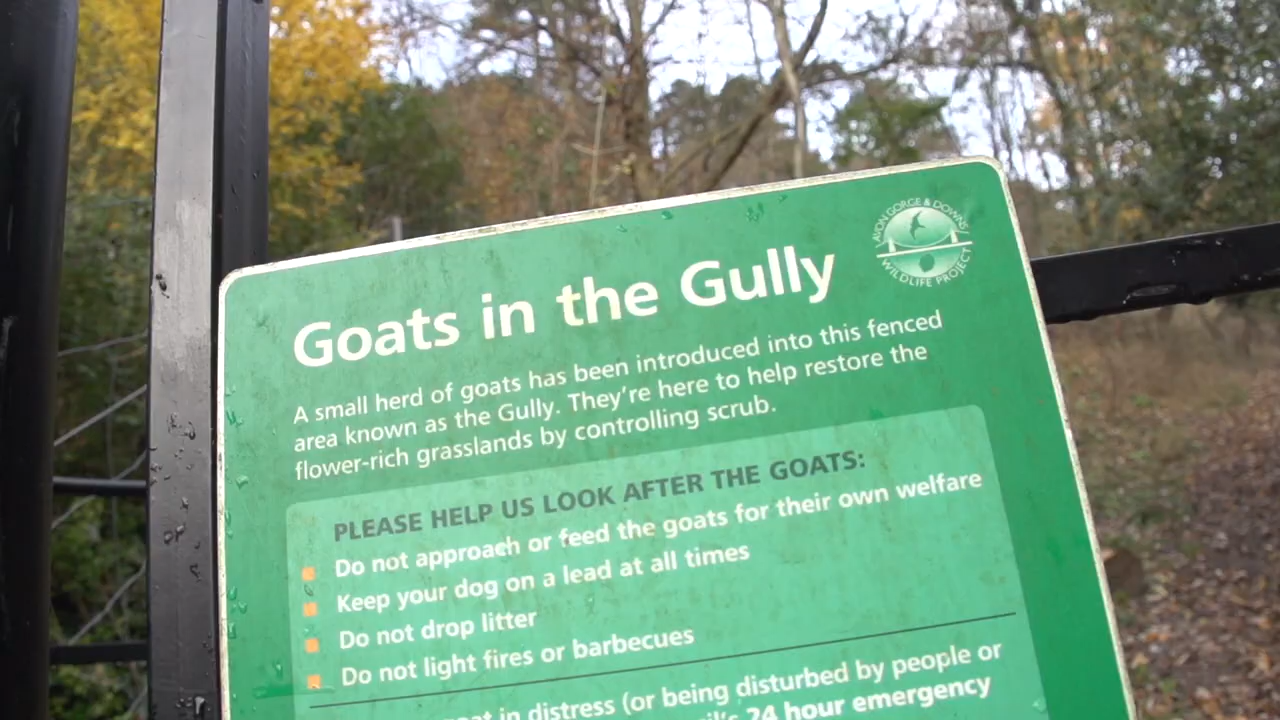 Goats in the Gully
AVON GORGE & DOWNS
WILDLIFE PROJECT
A small herd of goats has been introduced into this fenced
area known as the Gully. They're here to help restore the
flower-rich grasslands by controlling scrub.
PLEASE HELP US LOOK AFTER THE GOATS:
Do not approach or feed the goats for their own welfare
Keep your dog on a lead at all times
Do not drop litter
Do not light fires or barbecues
in distress (or being disturbed by people or
24 hour emergency